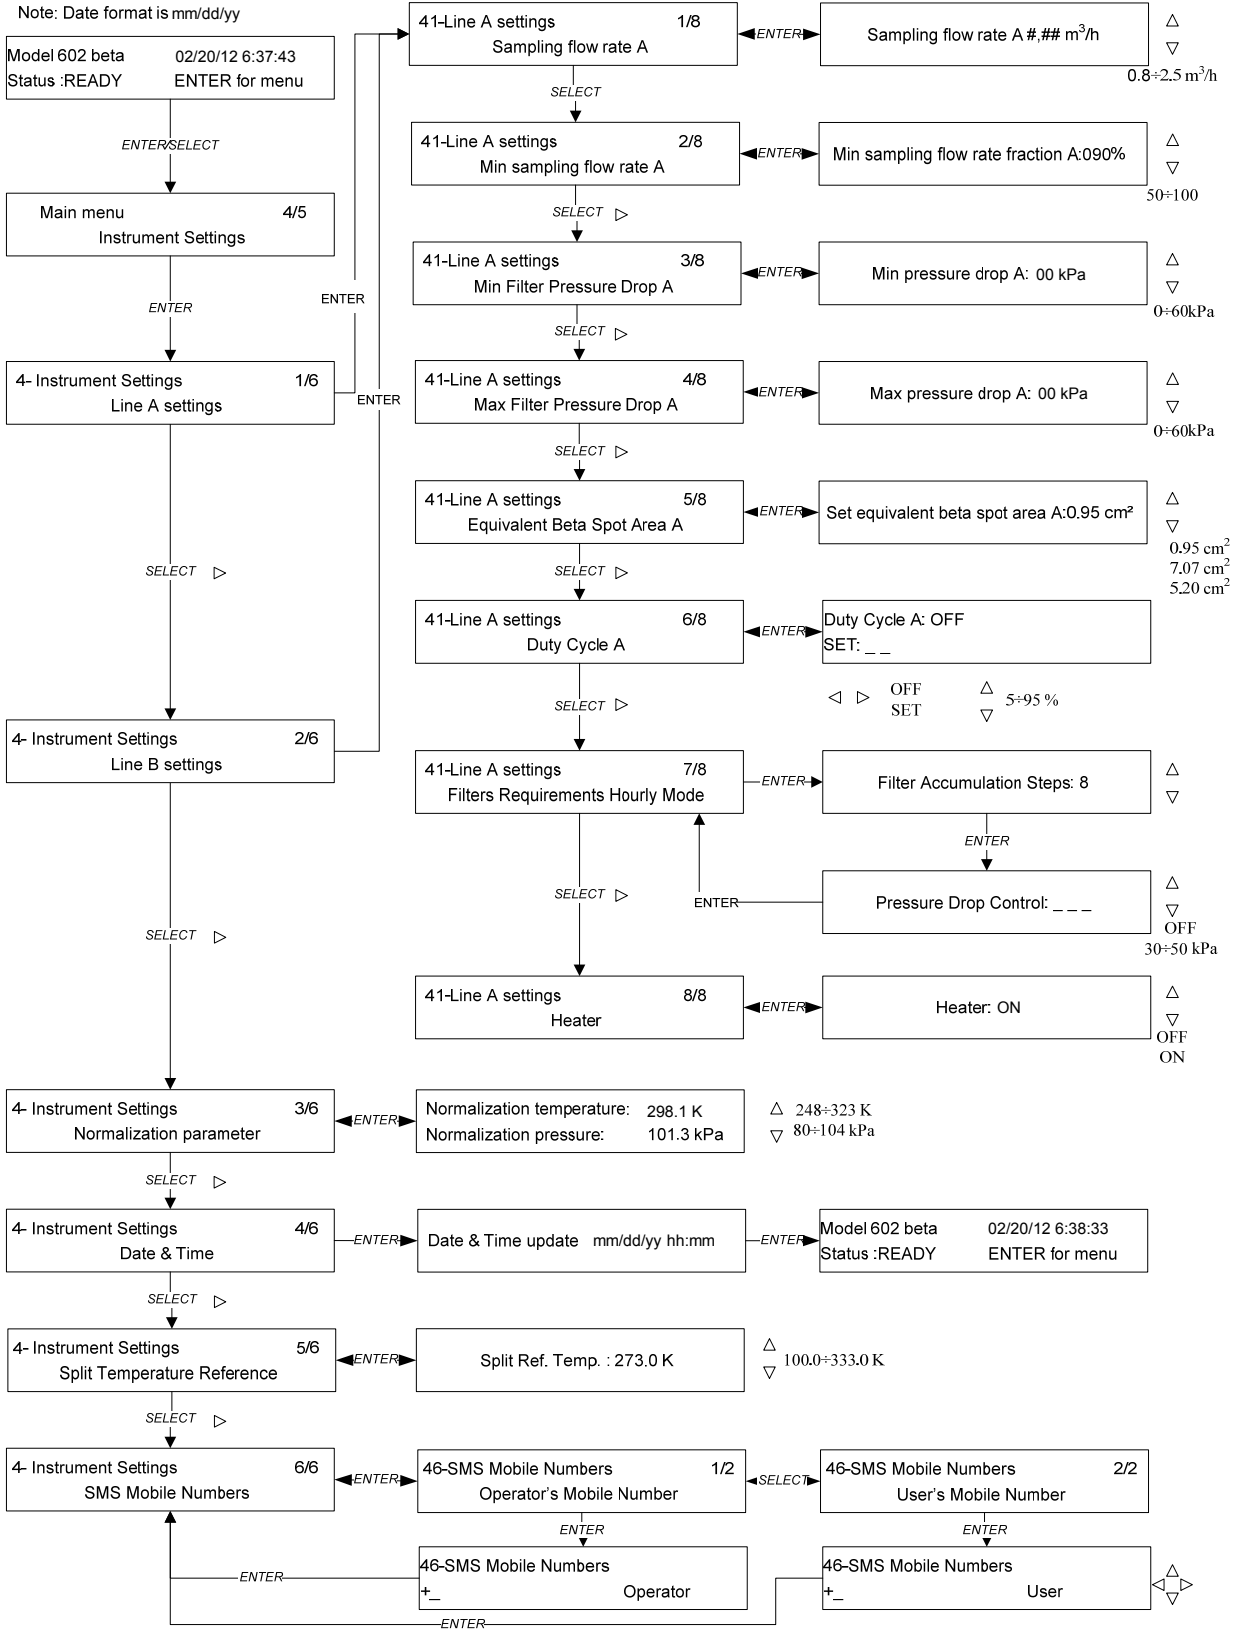 Note: Date format is mm/dd/yy
Model 602 beta 02/20/12 6:37:43
Status :READY ENTER for menu
ENTER/SELECT
Main menu 4/5
Instrument Settings
ENTER
4- Instrument Settings 1/6
Line A settings
ENTER
ENTER
SELECT ▷
4- Instrument Settings 2/6
Line B settings
SELECT ▷
41-Line A settings 1/8
Sampling flow rate A
ENTER
Sampling flow rate A #,## m³/h
△
▽
0.8÷2.5 m³/h
SELECT
41-Line A settings 2/8
Min sampling flow rate A
ENTER
Min sampling flow rate fraction A:090%
△
▽
50÷100
SELECT ▷
41-Line A settings 3/8
Min Filter Pressure Drop A
ENTER
Min pressure drop A: 00 kPa
△
▽
0÷60kPa
SELECT ▷
41-Line A settings 4/8
Max Filter Pressure Drop A
ENTER
Max pressure drop A: 00 kPa
△
▽
0÷60kPa
SELECT ▷
41-Line A settings 5/8
Equivalent Beta Spot Area A
ENTER
Set equivalent beta spot area A:0.95 cm²
△
▽
0.95 cm²
7.07 cm²
5.20 cm²
SELECT ▷
41-Line A settings 6/8
Duty Cycle A
ENTER
Duty Cycle A: OFF
SET: _ _
◁ ▷ OFF
SET
△
▽ 5÷95 %
SELECT ▷
41-Line A settings 7/8
Filters Requirements Hourly Mode
ENTER
Filter Accumulation Steps: 8
△
▽
ENTER
Pressure Drop Control: _ _ _
△
▽
OFF
30÷50 kPa
ENTER
SELECT ▷
41-Line A settings 8/8
Heater
ENTER
Heater: ON
△
▽
OFF
ON
4- Instrument Settings 3/6
Normalization parameter
ENTER
Normalization temperature: 298.1 K
Normalization pressure: 101.3 kPa
△ 248÷323 K
▽ 80÷104 kPa
SELECT ▷
4- Instrument Settings 4/6
Date & Time
ENTER
Date & Time update mm/dd/yy hh:mm
ENTER
Model 602 beta 02/20/12 6:38:33
Status :READY ENTER for menu
SELECT ▷
4- Instrument Settings 5/6
Split Temperature Reference
ENTER
Split Ref. Temp. : 273.0 K
△
▽ 100.0÷333.0 K
SELECT ▷
4- Instrument Settings 6/6
SMS Mobile Numbers
ENTER
46-SMS Mobile Numbers 1/2
Operator's Mobile Number
SELECT
46-SMS Mobile Numbers 2/2
User's Mobile Number
ENTER
ENTER
46-SMS Mobile Numbers
+_ Operator
46-SMS Mobile Numbers
+_ User
△
◁ ▷
▽
ENTER
ENTER